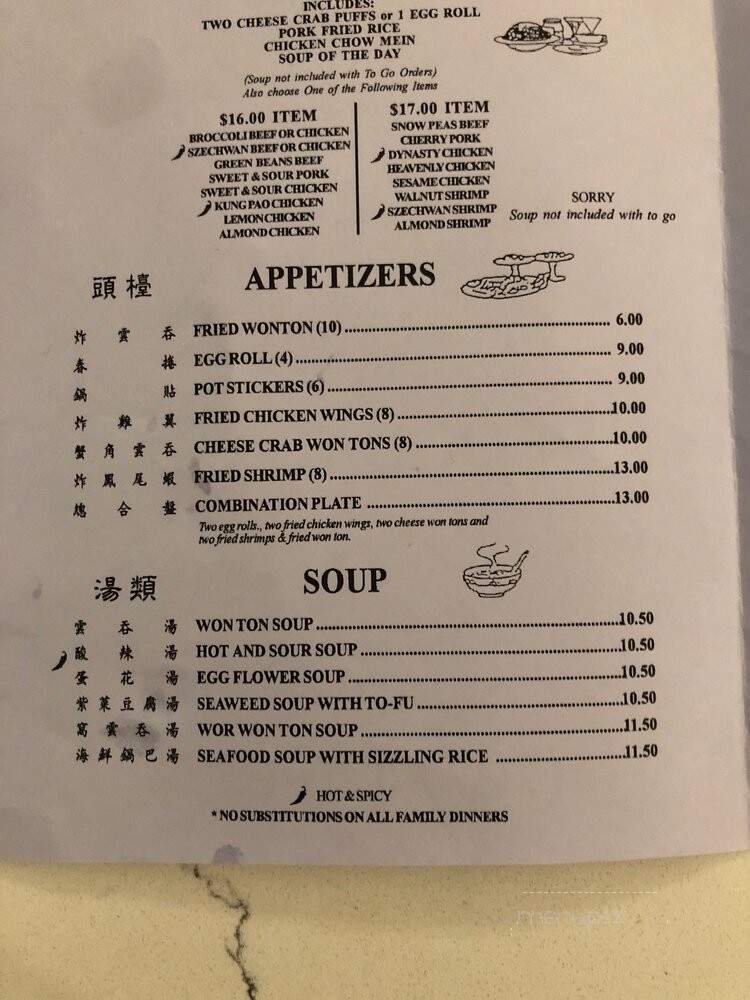 INCLUDES:
TWO CHEESE CRAB PUFFS or 1 EGG ROLL
PORK FRIED RICE
CHICKEN CHOW MEIN
SOUP OF THE DAY
(Soup not included with To Go Orders)
Also choose One of the Following Items
$16.00 ITEM
BROCCOLI BEEF OR CHICKEN
SZECHWAN BEEF OR CHICKEN
GREEN BEANS BEEF
SWEET & SOUR PORK
SWEET & SOUR CHICKEN
KUNG PAO CHICKEN
LEMON CHICKEN
ALMOND CHICKEN
$17.00 ITEM
SNOW PEAS BEEF
CHERRY PORK
DYNASTY CHICKEN
HEAVENLY CHICKEN
SESAME CHICKEN
WALNUT SHRIMP
SZECHWAN SHRIMP
ALMOND SHRIMP
SORRY
Soup not included with to go
頭檯 APPETIZERS
炸雲吞 FRIED WONTON (10) 6.00
春捲 EGG ROLL (4) 9.00
鍋貼 POT STICKERS (6) 9.00
炸雞翼 FRIED CHICKEN WINGS (8) 10.00
蟹角雲吞 CHEESE CRAB WON TONS (8) 10.00
炸鳳尾蝦 FRIED SHRIMP (8) 13.00
總合盤 COMBINATION PLATE 13.00
Two egg rolls., two fried chicken wings, two cheese won tons and
two fried shrimps & fried won ton.
湯類 SOUP
雲吞湯 WON TON SOUP 10.50
酸辣湯 HOT AND SOUR SOUP 10.50
蛋花湯 EGG FLOWER SOUP 10.50
紫菜豆腐湯 SEAWEED SOUP WITH TO-FU 10.50
窩雲吞湯 WOR WON TON SOUP 11.50
海鮮鍋巴湯 SEAFOOD SOUP WITH SIZZLING RICE 11.50
HOT & SPICY
* NO SUBSTITUTIONS ON ALL FAMILY DINNERS
menupix